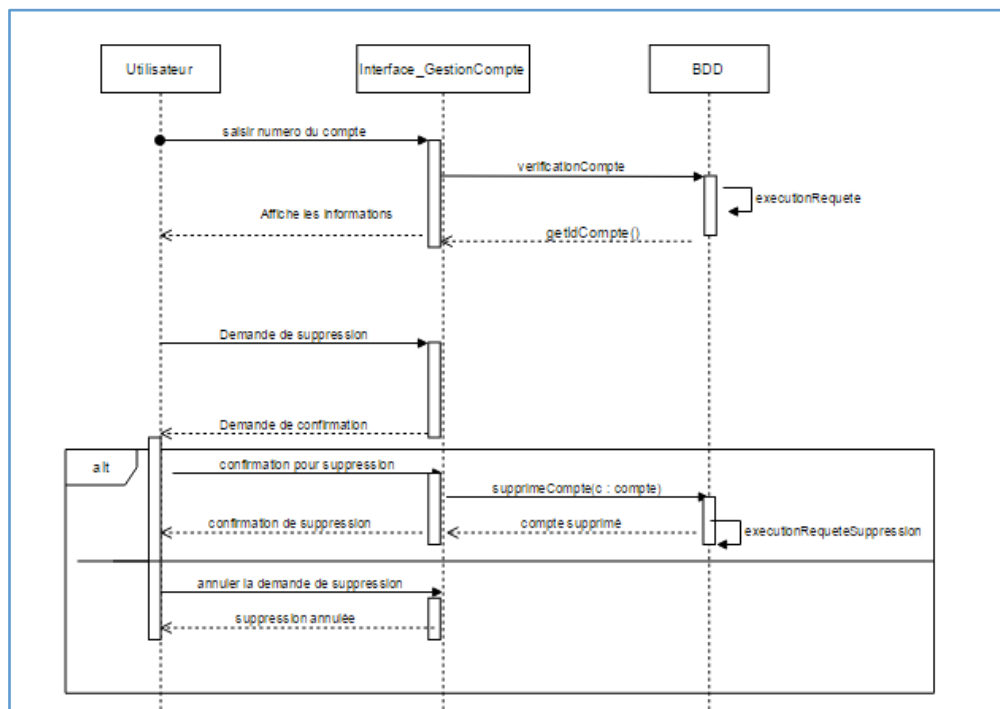 Utilisateur
Interface_GestionCompte
BDD
saisir numero du compte
verificationCompte
executionRequete
Affiche les informations
getIdCompte()
Demande de suppression
Demande de confirmation
alt
confirmation pour suppression
supprimeCompte(c : compte)
confirmation de suppression
compte supprimé
executionRequeteSuppression
annuler la demande de suppression
suppression annulée